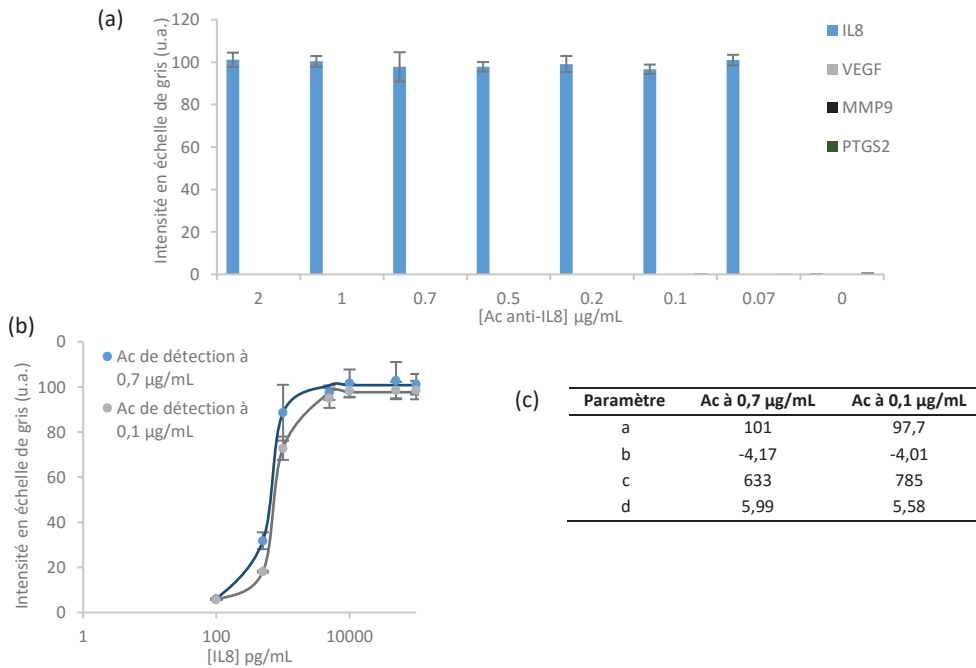 (a)
Intensité en échelle de gris (u.a.)
120
100
80
60
40
20
0
2 1 0.7 0.5 0.2 0.1 0.07 0
[Ac anti-IL8] µg/mL
IL8
VEGF
MMP9
PTGS2
(b)
Intensité en échelle de gris (u.a.)
0
100
80
60
40
20
0
1 100 10000
[IL8] pg/mL
Ac de détection à
0,7 µg/mL
Ac de détection à
0,1 µg/mL
(c)
Paramètre Ac à 0,7 µg/mL Ac à 0,1 µg/mL
a 101 97,7
b -4,17 -4,01
c 633 785
d 5,99 5,58